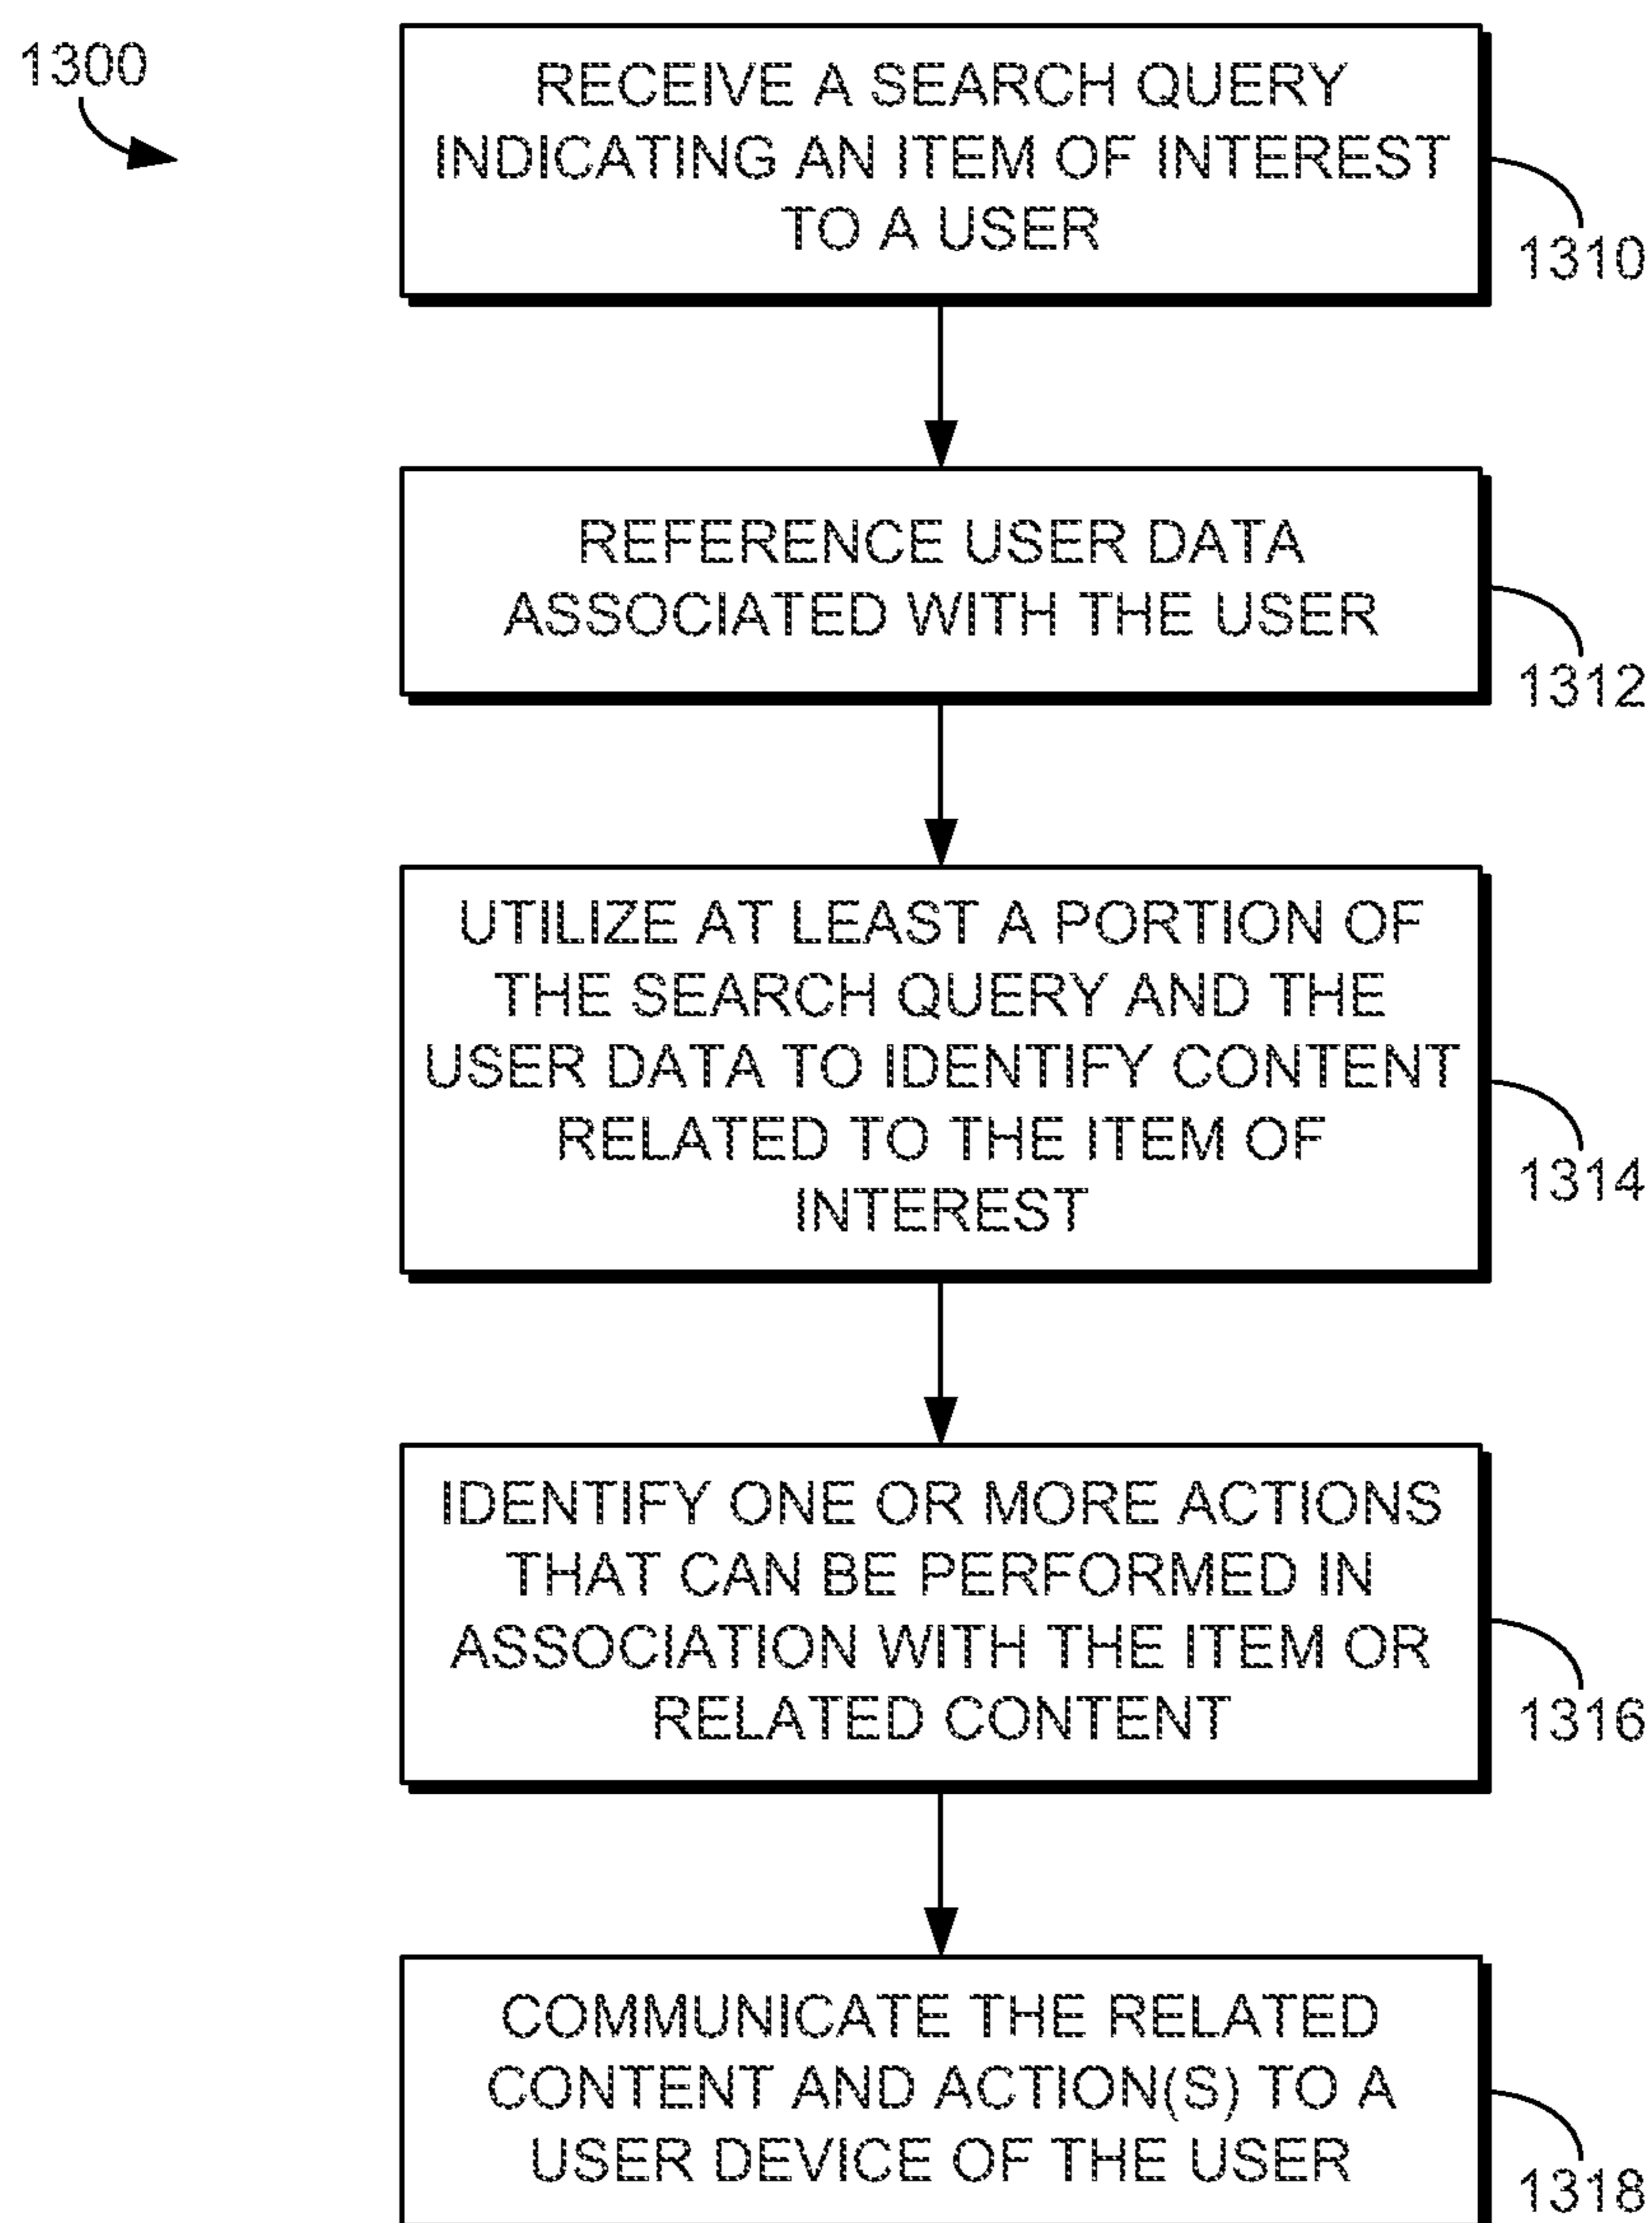 1300
RECEIVE A SEARCH QUERY
INDICATING AN ITEM OF INTEREST
TO A USER
1310
REFERENCE USER DATA
ASSOCIATED WITH THE USER
1312
UTILIZE AT LEAST A PORTION OF
THE SEARCH QUERY AND THE
USER DATA TO IDENTIFY CONTENT
RELATED TO THE ITEM OF
INTEREST
1314
IDENTIFY ONE OR MORE ACTIONS
THAT CAN BE PERFORMED IN
ASSOCIATION WITH THE ITEM OR
RELATED CONTENT
1316
COMMUNICATE THE RELATED
CONTENT AND ACTION(S) TO A
USER DEVICE OF THE USER
1318